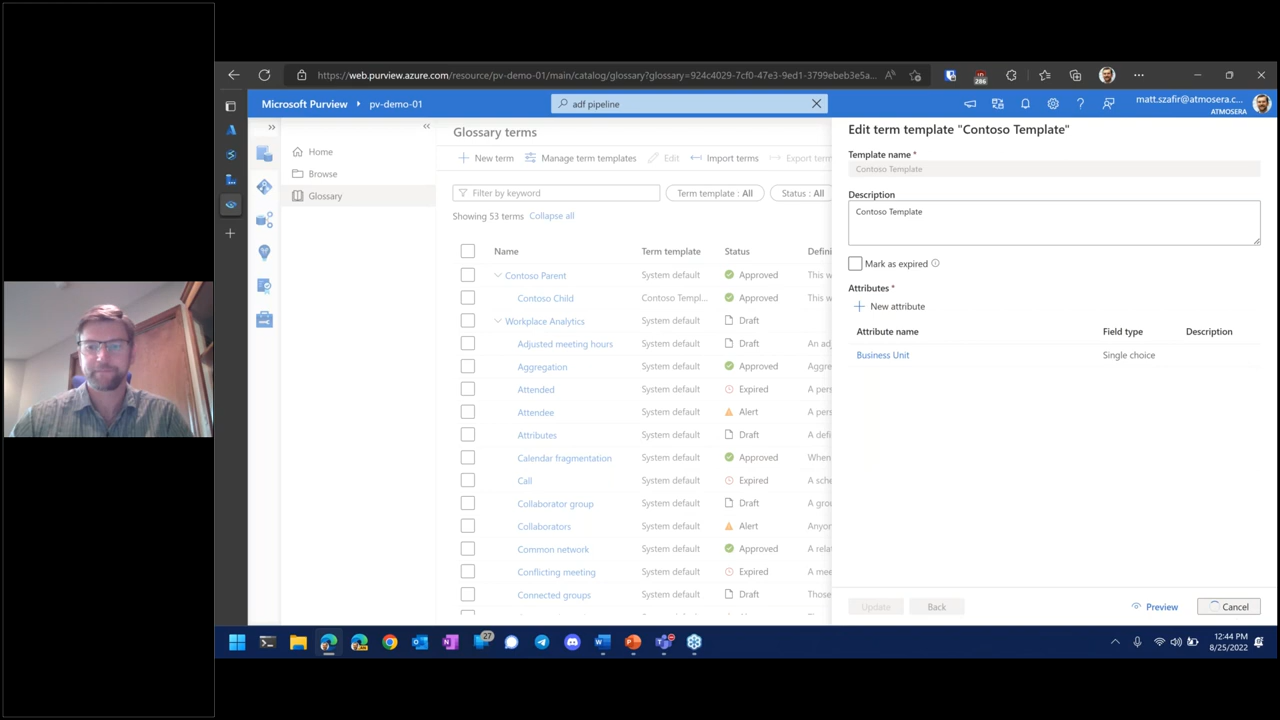 https://web.purview.azure.com/resource/pv-demo-01/main/catalog/glossary?glossary=924c4029-7cf0-47e3-9ed1-3799ebeb3e5a...
286
Microsoft Purview
pv-demo-01
adf pipeline
matt.szafir@atmosera.c...
ATMOSERA
Home
Browse
Glossary
Glossary terms
New term
Manage term templates
Edit
Import terms
Export tern
Filter by keyword
Term template : All
Status : All
Showing 53 terms
Collapse all
Name Term template Status Defini
Contoso Parent System default Approved This w
Contoso Child Contoso Templ... Approved This w
Workplace Analytics System default Draft
Adjusted meeting hours System default Draft An adj
Aggregation System default Approved Aggre
Attended System default Expired A pers
Attendee System default Alert A pers
Attributes System default Draft A defi
Calendar fragmentation System default Approved When
Call System default Expired A sche
Collaborator group System default Draft A grou
Collaborators System default Alert Anyor
Common network System default Approved A rela
Conflicting meeting System default Expired A mee
Connected groups System default Draft Those
Edit term template "Contoso Template"
Template name *
Contoso Template
Description
Contoso Template
Mark as expired
Attributes *
New attribute
Attribute name Field type Description
Business Unit Single choice
Update
Back
Preview
Cancel
27
12:44 PM
8/25/2022